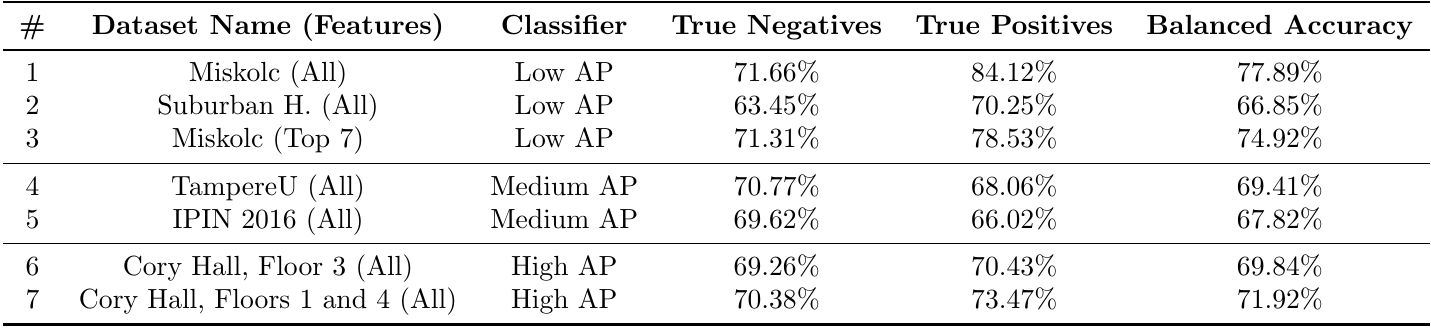 # Dataset Name (Features) Classifier True Negatives True Positives Balanced Accuracy
1 Miskolc (All) Low AP 71.66% 84.12% 77.89%
2 Suburban H. (All) Low AP 63.45% 70.25% 66.85%
3 Miskolc (Top 7) Low AP 71.31% 78.53% 74.92%
4 TampereU (All) Medium AP 70.77% 68.06% 69.41%
5 IPIN 2016 (All) Medium AP 69.62% 66.02% 67.82%
6 Cory Hall, Floor 3 (All) High AP 69.26% 70.43% 69.84%
7 Cory Hall, Floors 1 and 4 (All) High AP 70.38% 73.47% 71.92%